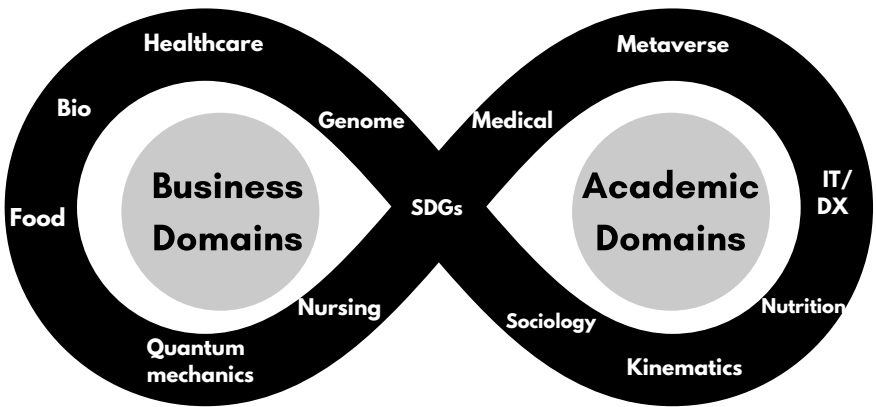 Healthcare
Metaverse
Bio
Genome
Medical
Business
Domains
Academic
Domains
IT/
DX
Food
SDGs
Nursing
Sociology
Nutrition
Quantum
mechanics
Kinematics